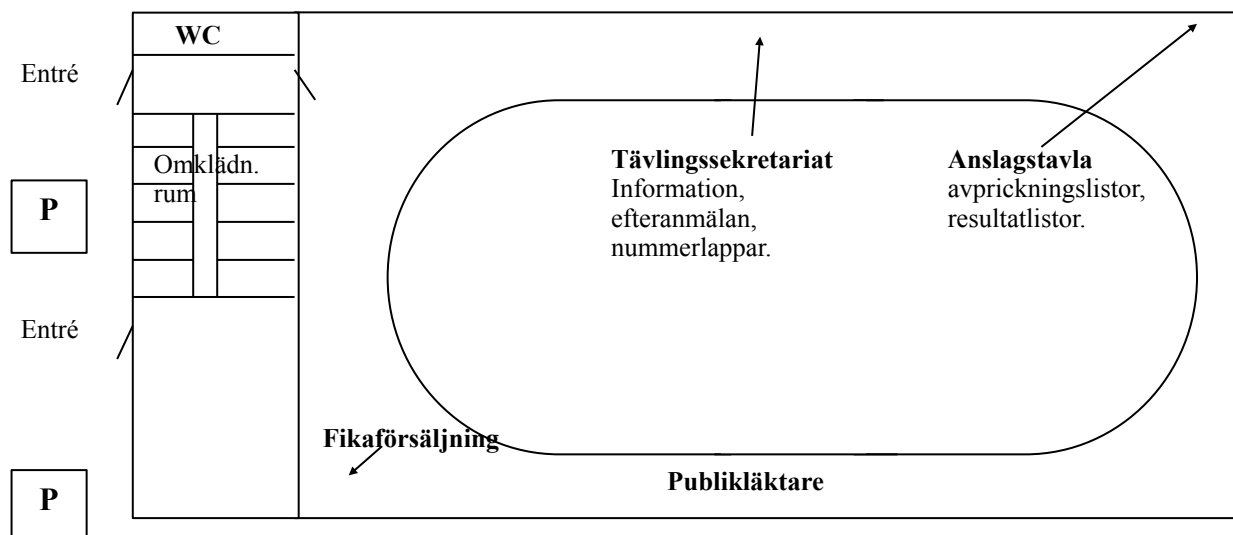 WC
Entré
Omklädn.
rum
P
Entré
P
Tävlingssekretariat
Information,
efteranmälan,
nummerlappar.
Anslagstavla
avprickningslistor,
resultatlistor.
Fikaförsäljning
Publikläktare